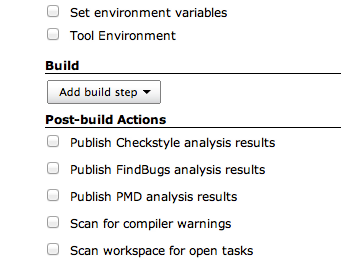 Set environment variables
Tool Environment
Build
Add build step
Post-build Actions
Publish Checkstyle analysis results
Publish FindBugs analysis results
Publish PMD analysis results
Scan for compiler warnings
Scan workspace for open tasks